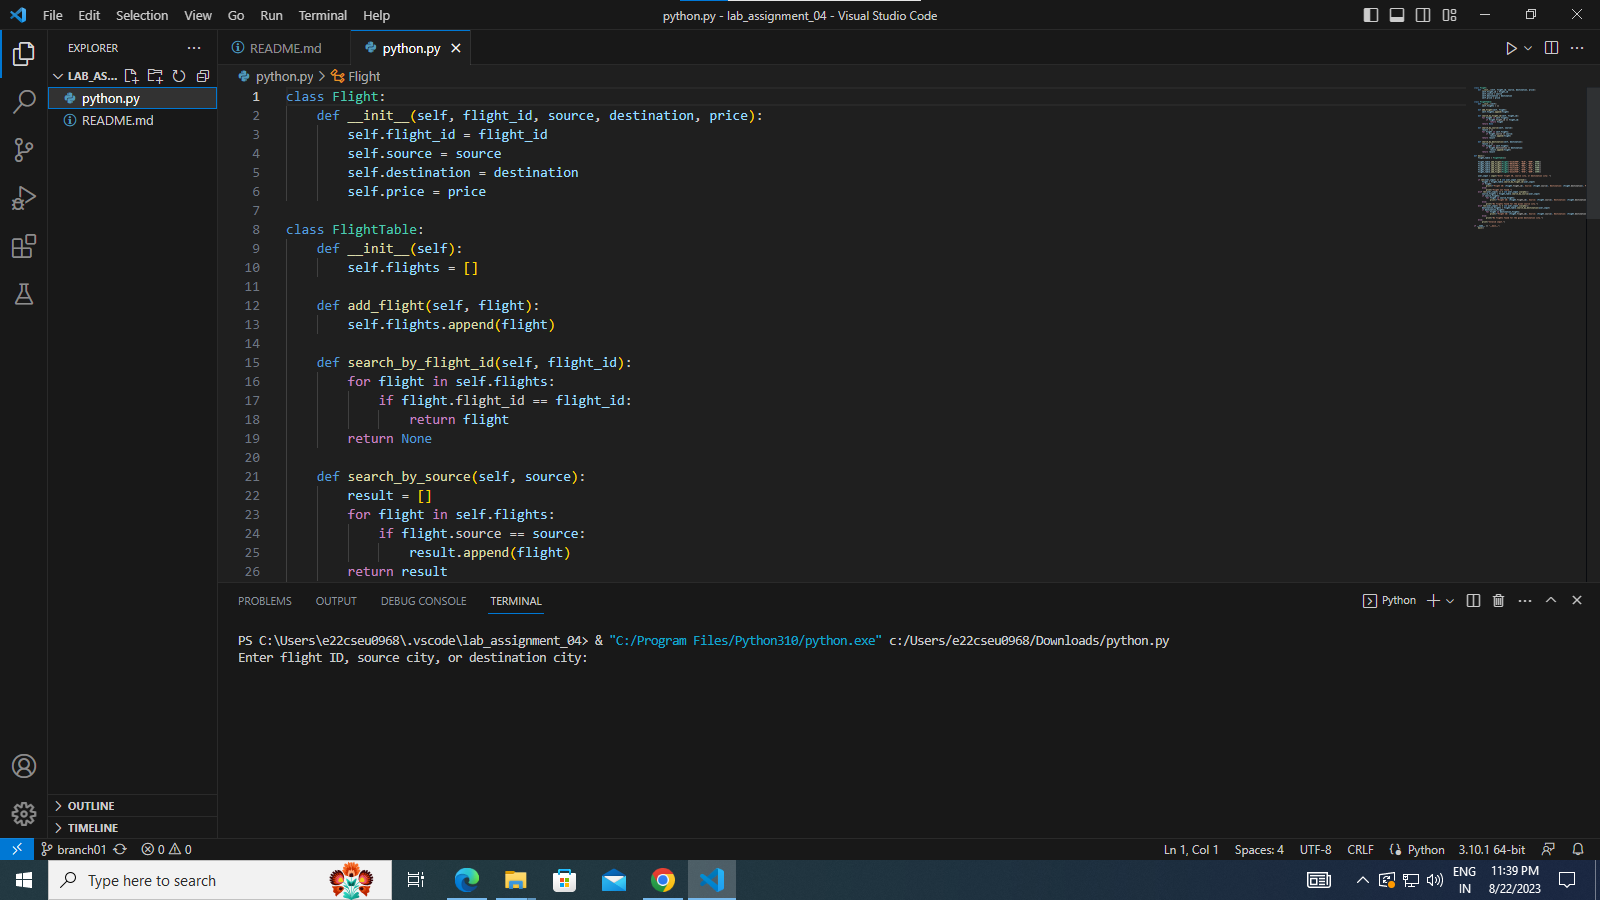 File Edit Selection View Go Run Terminal Help
python.py - lab_assignment_04 - Visual Studio Code
EXPLORER
LAB_AS...
python.py
README.md
README.md
python.py
python.py > Flight
1 class Flight:
2 def __init__(self, flight_id, source, destination, price):
3 self.flight_id = flight_id
4 self.source = source
5 self.destination = destination
6 self.price = price
7
8 class FlightTable:
9 def __init__(self):
10 self.flights = []
11
12 def add_flight(self, flight):
13 self.flights.append(flight)
14
15 def search_by_flight_id(self, flight_id):
16 for flight in self.flights:
17 if flight.flight_id == flight_id:
18 return flight
19 return None
20
21 def search_by_source(self, source):
22 result = []
23 for flight in self.flights:
24 if flight.source == source:
25 result.append(flight)
26 return result
PROBLEMS OUTPUT DEBUG CONSOLE TERMINAL
Python
PS C:\Users\e22cseu0968\.vscode\lab_assignment_04> & "C:/Program Files/Python310/python.exe" c:/Users/e22cseu0968/Downloads/python.py
Enter flight ID, source city, or destination city:
OUTLINE
TIMELINE
branch01 0 0
Ln 1, Col 1 Spaces: 4 UTF-8 CRLF Python 3.10.1 64-bit
Type here to search
ENG
IN
11:39 PM
8/22/2023